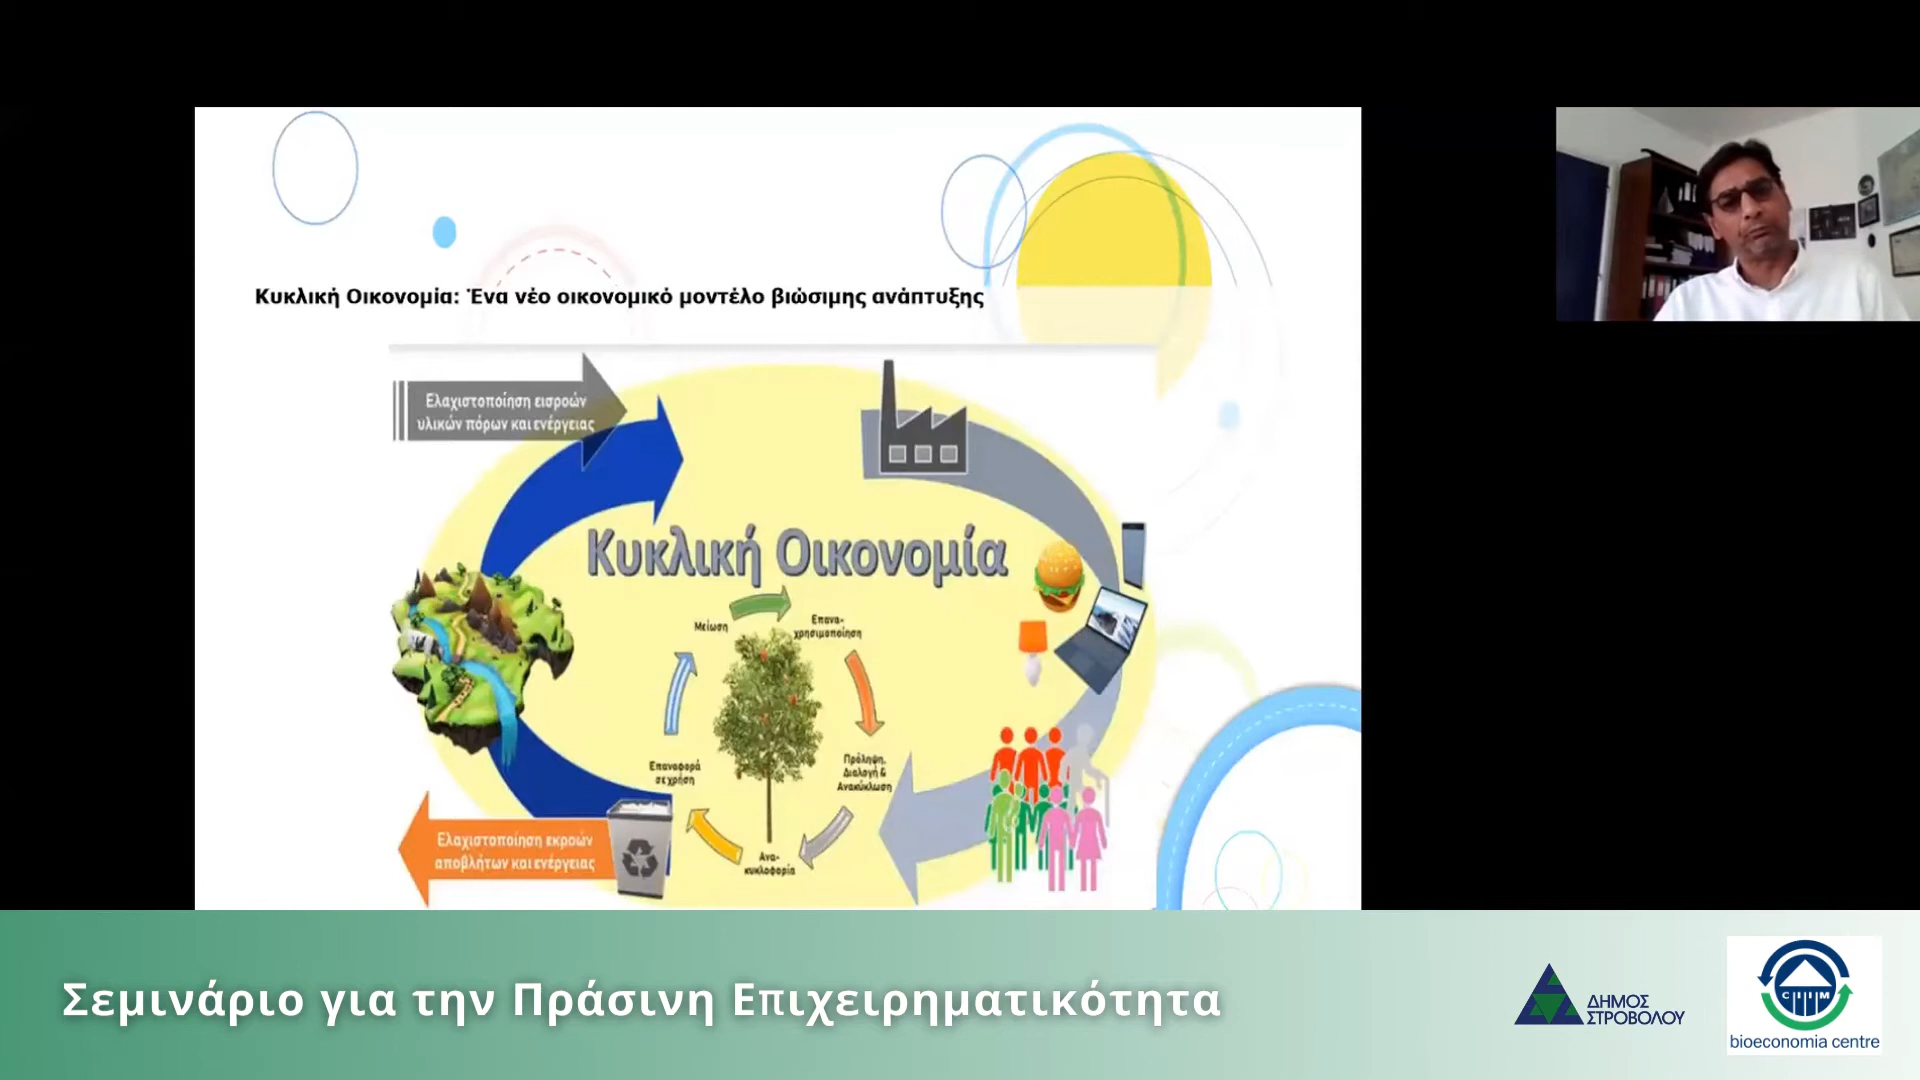 Κυκλική Οικονομία: Ένα νέο οικονομικό μοντέλο βιώσιμης ανάπτυξης
Ελαχιστοποίηση εισροών
υλικών πόρων και ενέργειας
Κυκλική Οικονομία
Μείωση
Επανα-
χρησιμοποίηση
Πρόληψη,
Διαλογή &
Ανακύκλωση
Ανα-
κυκλοφορία
Επαναφορά
σε χρήση
Ελαχιστοποίηση εκροών
αποβλήτων και ενέργειας
Σεμινάριο για την Πράσινη Επιχειρηματικότητα
ΔΗΜΟΣ
ΣΤΡΟΒΟΛΟΥ
CIIM
bioeconomia centre